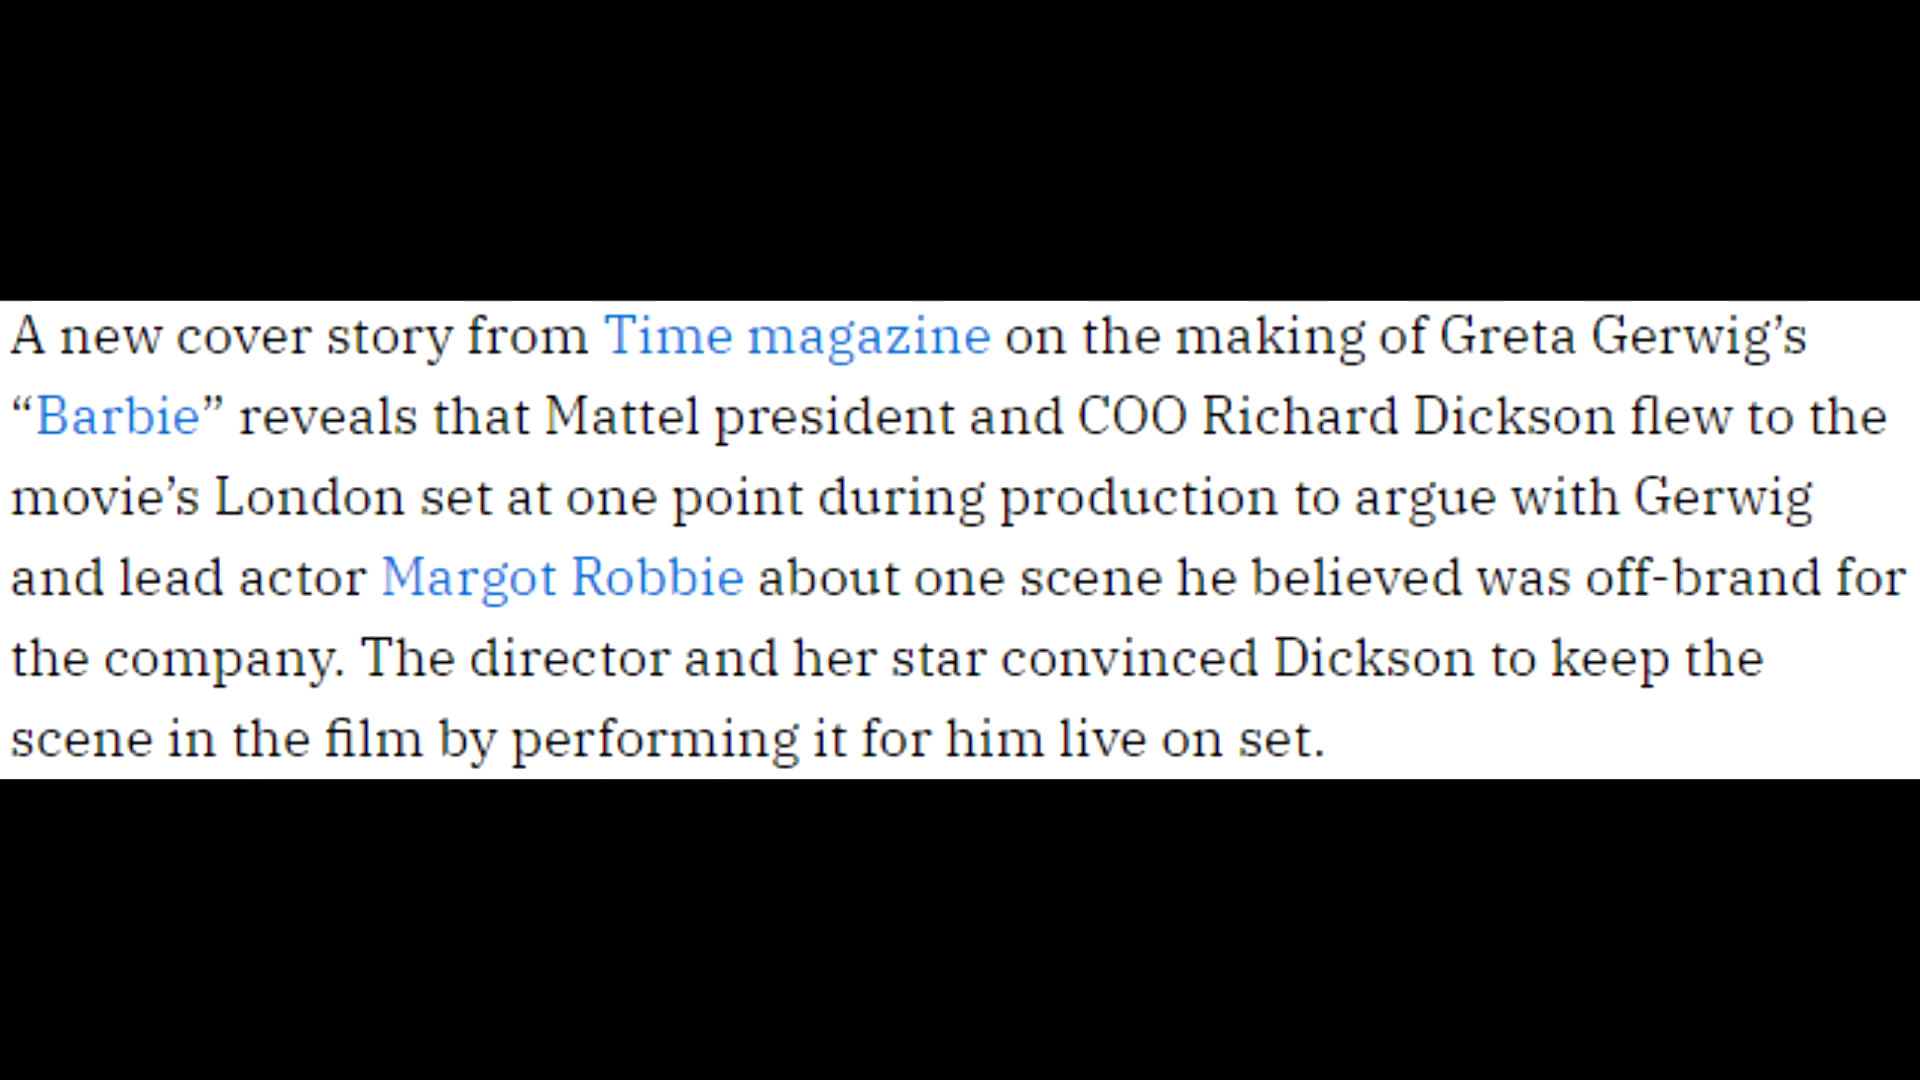 A new cover story from Time magazine on the making of Greta Gerwig’s
“Barbie” reveals that Mattel president and COO Richard Dickson flew to the
movie’s London set at one point during production to argue with Gerwig
and lead actor Margot Robbie about one scene he believed was off-brand for
the company. The director and her star convinced Dickson to keep the
scene in the film by performing it for him live on set.